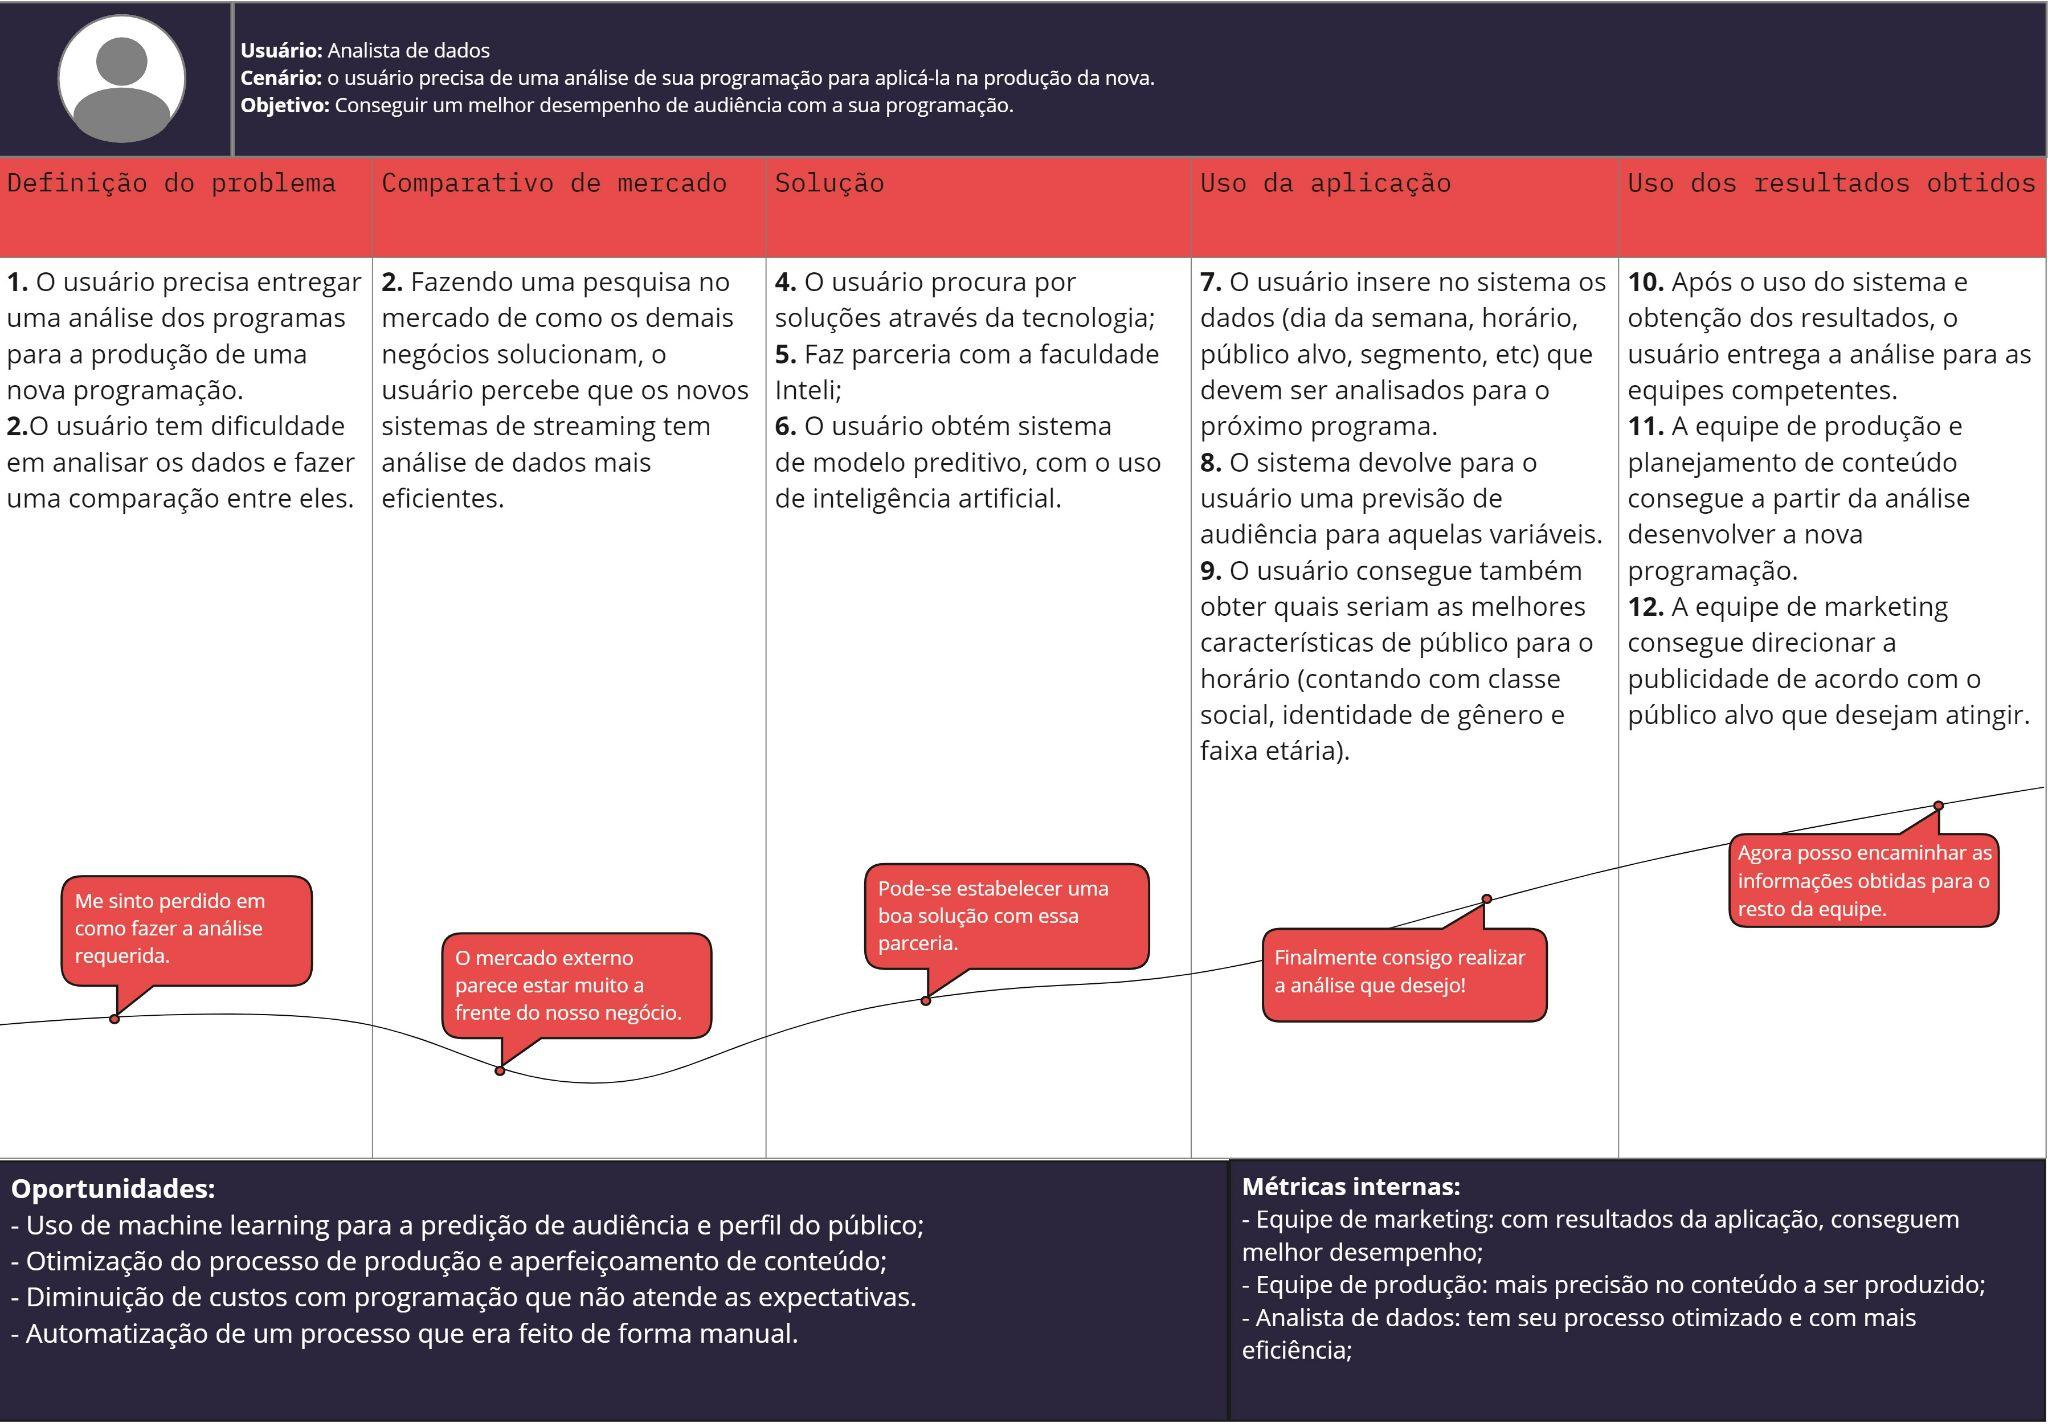 Usuário: Analista de dados
Cenário: o usuário precisa de uma análise de sua programação para aplicá-la na produção da nova.
Objetivo: Conseguir um melhor desempenho de audiência com a sua programação.
Definição do problema
1. O usuário precisa entregar
uma análise dos programas
para a produção de uma
nova programação.
2.O usuário tem dificuldade
em analisar os dados e fazer
uma comparação entre eles.
Me sinto perdido em
como fazer a análise
requerida.
Comparativo de mercado
2. Fazendo uma pesquisa no
mercado de como os demais
negócios solucionam, o
usuário percebe que os novos
sistemas de streaming tem
análise de dados mais
eficientes.
O mercado externo
parece estar muito a
frente do nosso negócio.
Solução
4. O usuário procura por
soluções através da tecnologia;
5. Faz parceria com a faculdade
Inteli;
6. O usuário obtém sistema
de modelo preditivo, com o uso
de inteligência artificial.
Pode-se estabelecer uma
boa solução com essa
parceria.
Uso da aplicação
7. O usuário insere no sistema os
dados (dia da semana, horário,
público alvo, segmento, etc) que
devem ser analisados para o
próximo programa.
8. O sistema devolve para o
usuário uma previsão de
audiência para aquelas variáveis.
9. O usuário consegue também
obter quais seriam as melhores
características de público para o
horário (contando com classe
social, identidade de gênero e
faixa etária).
Finalmente consigo realizar
a análise que desejo!
Uso dos resultados obtidos
10. Após o uso do sistema e
obtenção dos resultados, o
usuário entrega a análise para as
equipes competentes.
11. A equipe de produção e
planejamento de conteúdo
consegue a partir da análise
desenvolver a nova
programação.
12. A equipe de marketing
consegue direcionar a
publicidade de acordo com o
público alvo que desejam atingir.
Agora posso encaminhar as
informações obtidas para o
resto da equipe.
Oportunidades:
- Uso de machine learning para a predição de audiência e perfil do público;
- Otimização do processo de produção e aperfeiçoamento de conteúdo;
- Diminuição de custos com programação que não atende as expectativas.
- Automatização de um processo que era feito de forma manual.
Métricas internas:
- Equipe de marketing: com resultados da aplicação, conseguem
melhor desempenho;
- Equipe de produção: mais precisão no conteúdo a ser produzido;
- Analista de dados: tem seu processo otimizado e com mais
eficiência;